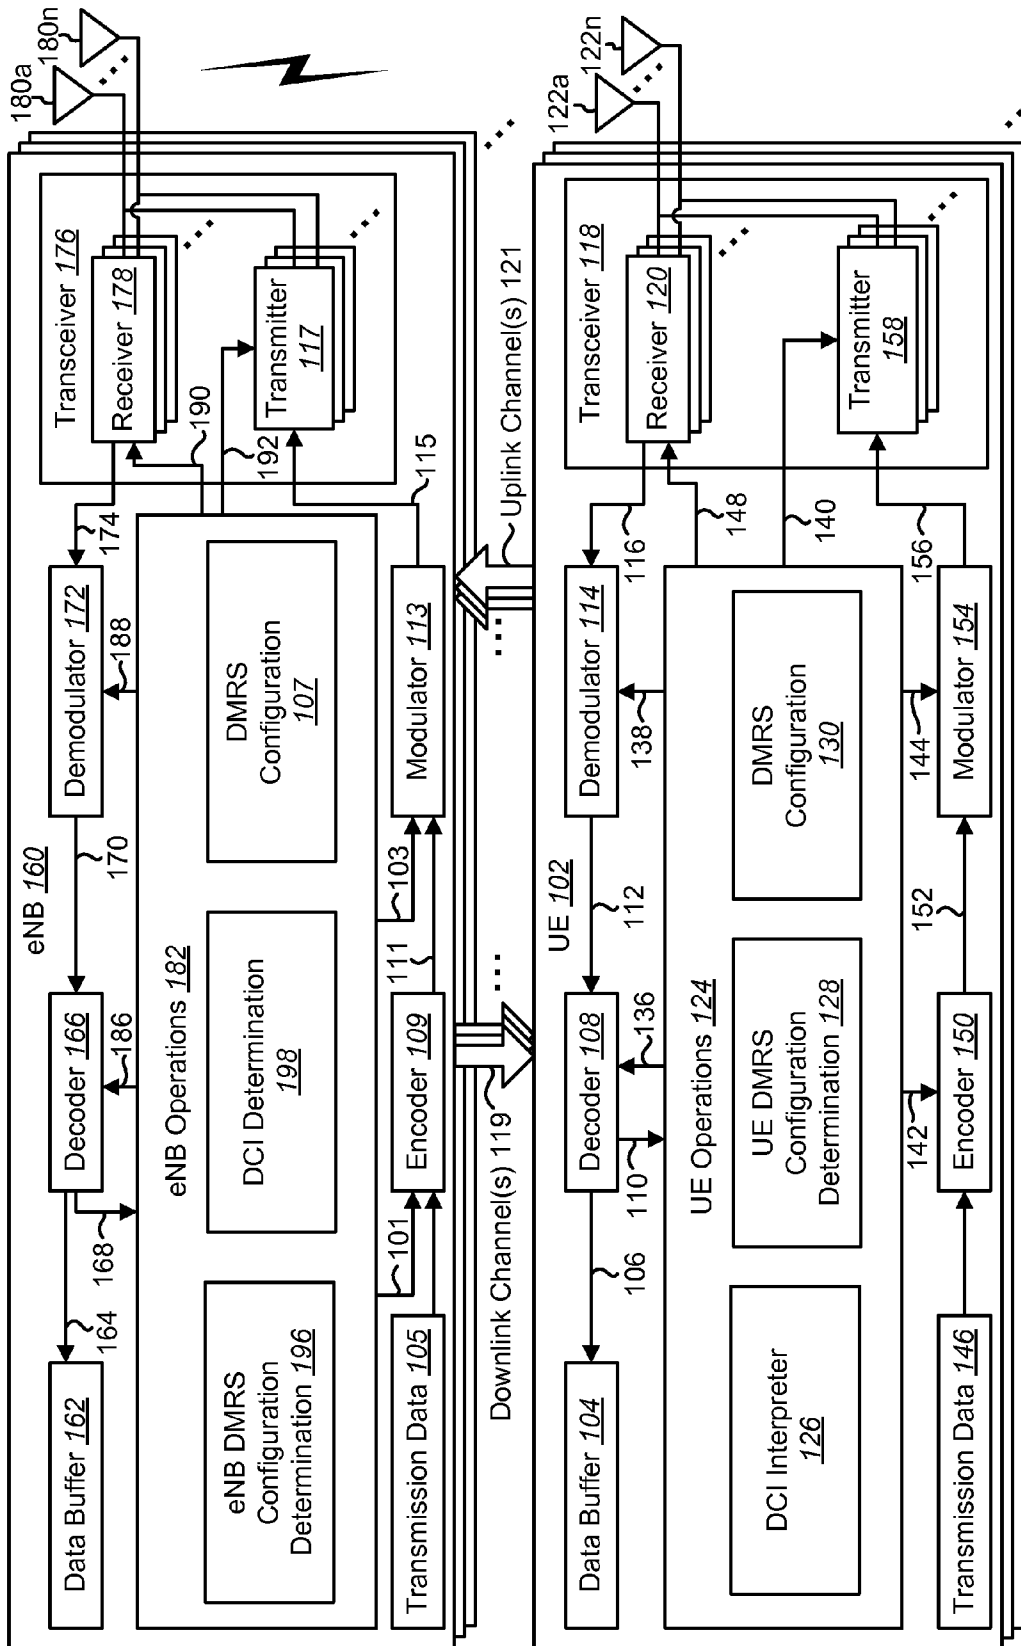 eNB 160
Data Buffer 162
164
Decoder 166
168
186
170
Demodulator 172
188
174
Transceiver 176
Receiver 178
180a
180n
190
192
eNB Operations 182
eNB DMRS
Configuration
Determination 196
DCI Determination
198
DMRS
Configuration
107
Transmitter
117
101
103
115
Transmission Data 105
Encoder 109
111
Modulator 113
Downlink Channel(s) 119
Uplink Channel(s) 121
UE 102
Data Buffer 104
106
Decoder 108
110
136
112
Demodulator 114
138
116
Transceiver 118
Receiver 120
122a
122n
148
140
UE Operations 124
DCI Interpreter
126
UE DMRS
Configuration
Determination 128
DMRS
Configuration
130
Transmitter
158
142
144
156
Transmission Data 146
Encoder 150
152
Modulator 154